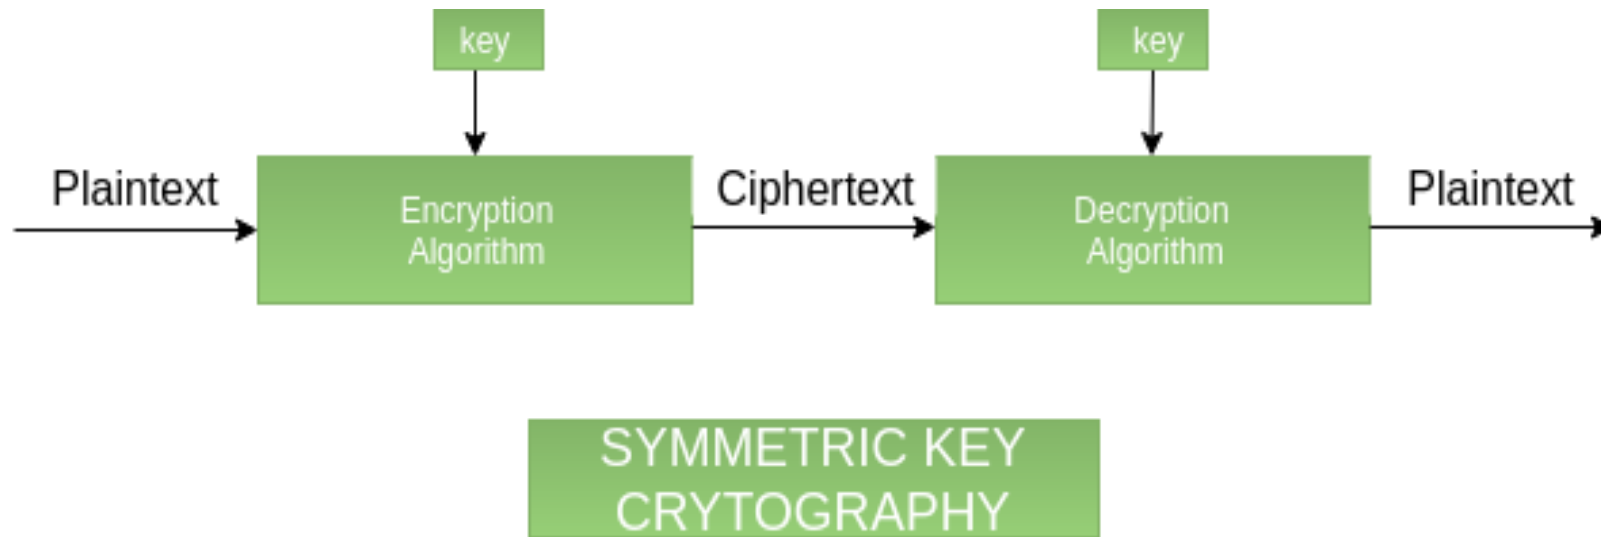 key
key
Plaintext
Encryption
Algorithm
Ciphertext
Decryption
Algorithm
Plaintext
SYMMETRIC KEY
CRYTOGRAPHY